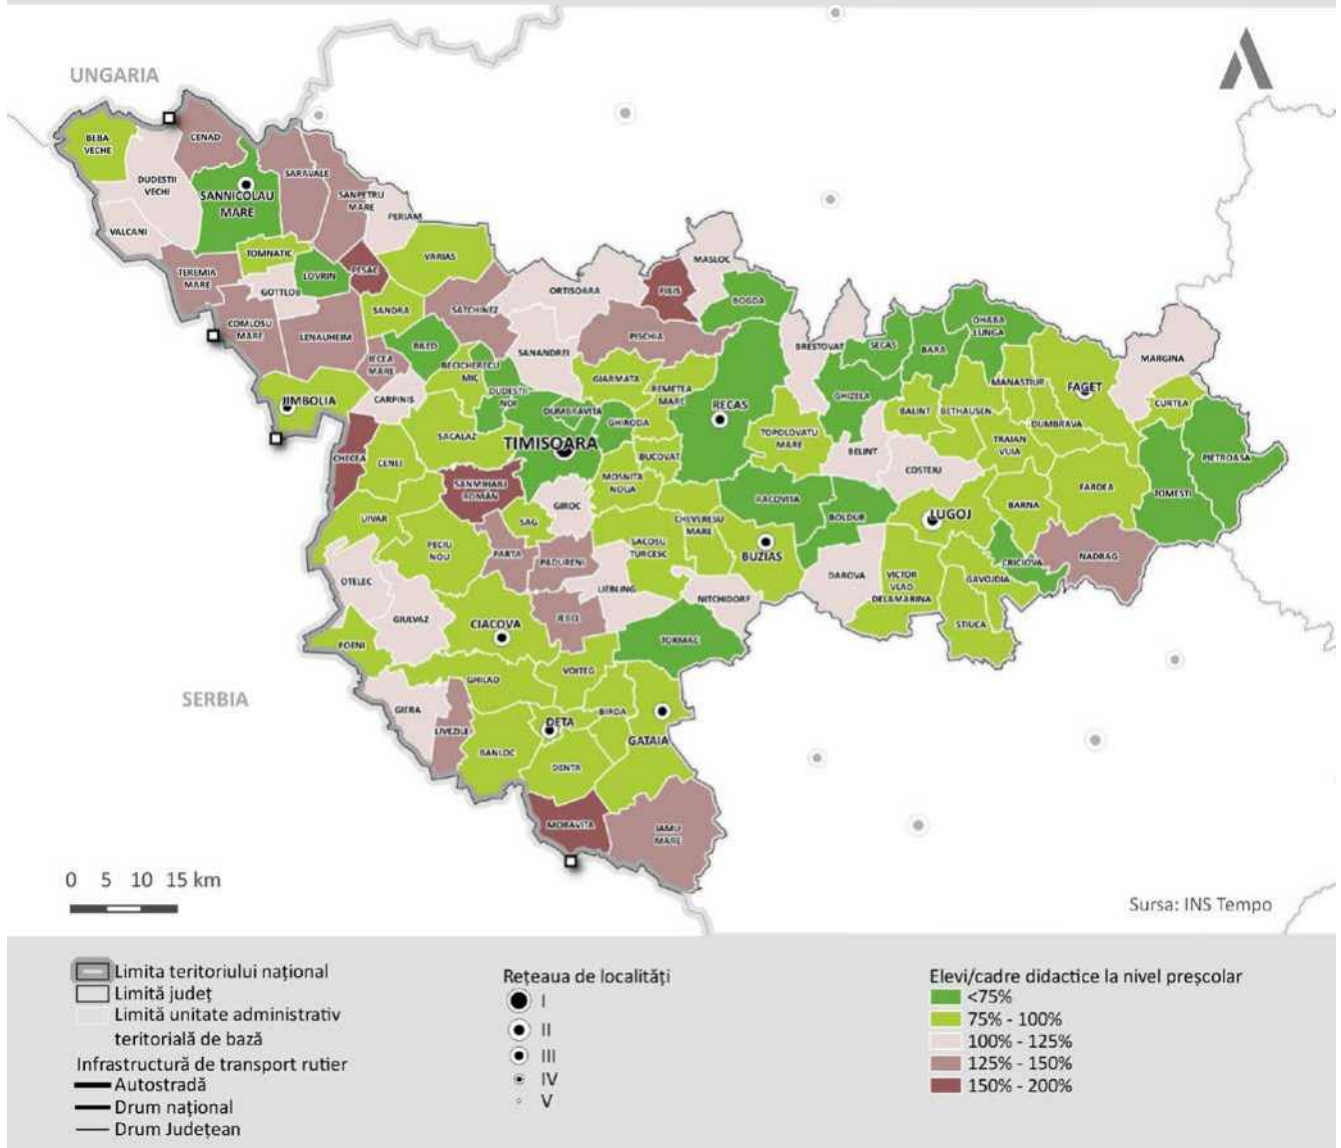 UNGARIA
BEBA
VECHE
CENAD
DUDESTII
VECHI
SARAVALE
SANNICOLAU
MARE
SANPETRU
MARE
PERIAM
VALCANI
TOMNATIC
VARIAS
MASLOC
TEREMIA
MARE
LOVRIN
PESAC
FIBIS
GOTTLOB
ORTISOARA
BOGDA
SANDRA
SATCHINEZ
COMLOSU
MARE
LENAUHEIM
PISCHIA
OHABA
LUNGA
BILED
SECAS
BARA
BRESTOVAT
MARGINA
IECEA
MARE
SANANDREI
BECICHERECU
MIC
GIARMATA
REMETEA
MARE
MANASTIUR
FAGET
DUDESTII
NOI
GHIZELA
CURTEA
JIMBOLIA
CARPINIS
RECAS
DUMBRAVITA
GHIRODA
BALINT
BETHAUSEN
DUMBRAVA
SACALAZ
TIMISOARA
TOPOLOVATU
MARE
TRAIAN
VUIA
CHECEA
CENEI
BUCOVAT
BELINT
COSTEIU
PIETROASA
SANMIHAIU
ROMAN
MOSNITA
NOUA
FARDEA
TOMESTI
GIROC
RACOVITA
BARNA
UIVAR
SAG
CHEVERESU
MARE
BOLDUR
LUGOJ
PECIU
NOU
PARTA
SACOSU
TURCESC
BUZIAS
PADURENI
CRICIOVA
NADRAG
OTELEC
LIEBLING
DAROVA
VICTOR
VLAD
DELAMARINA
GAVOJDIA
GIULVAZ
NITCHIDORF
CIACOVA
JEBEL
STIUCA
FOENI
TORMAC
VOITEG
GHILAD
SERBIA
GIERA
LIVEZILE
DETA
BIRDA
GATAIA
BANLOC
DENTA
MORAVITA
JAMU
MARE
0 5 10 15 km
Sursa: INS Tempo
Limita teritoriului național
Limită județ
Limită unitate administrativ
teritorială de bază
Infrastructură de transport rutier
Autostradă
Drum național
Drum Județean
Rețeaua de localități
I
II
III
IV
V
Elevi/cadre didactice la nivel preșcolar
<75%
75% - 100%
100% - 125%
125% - 150%
150% - 200%